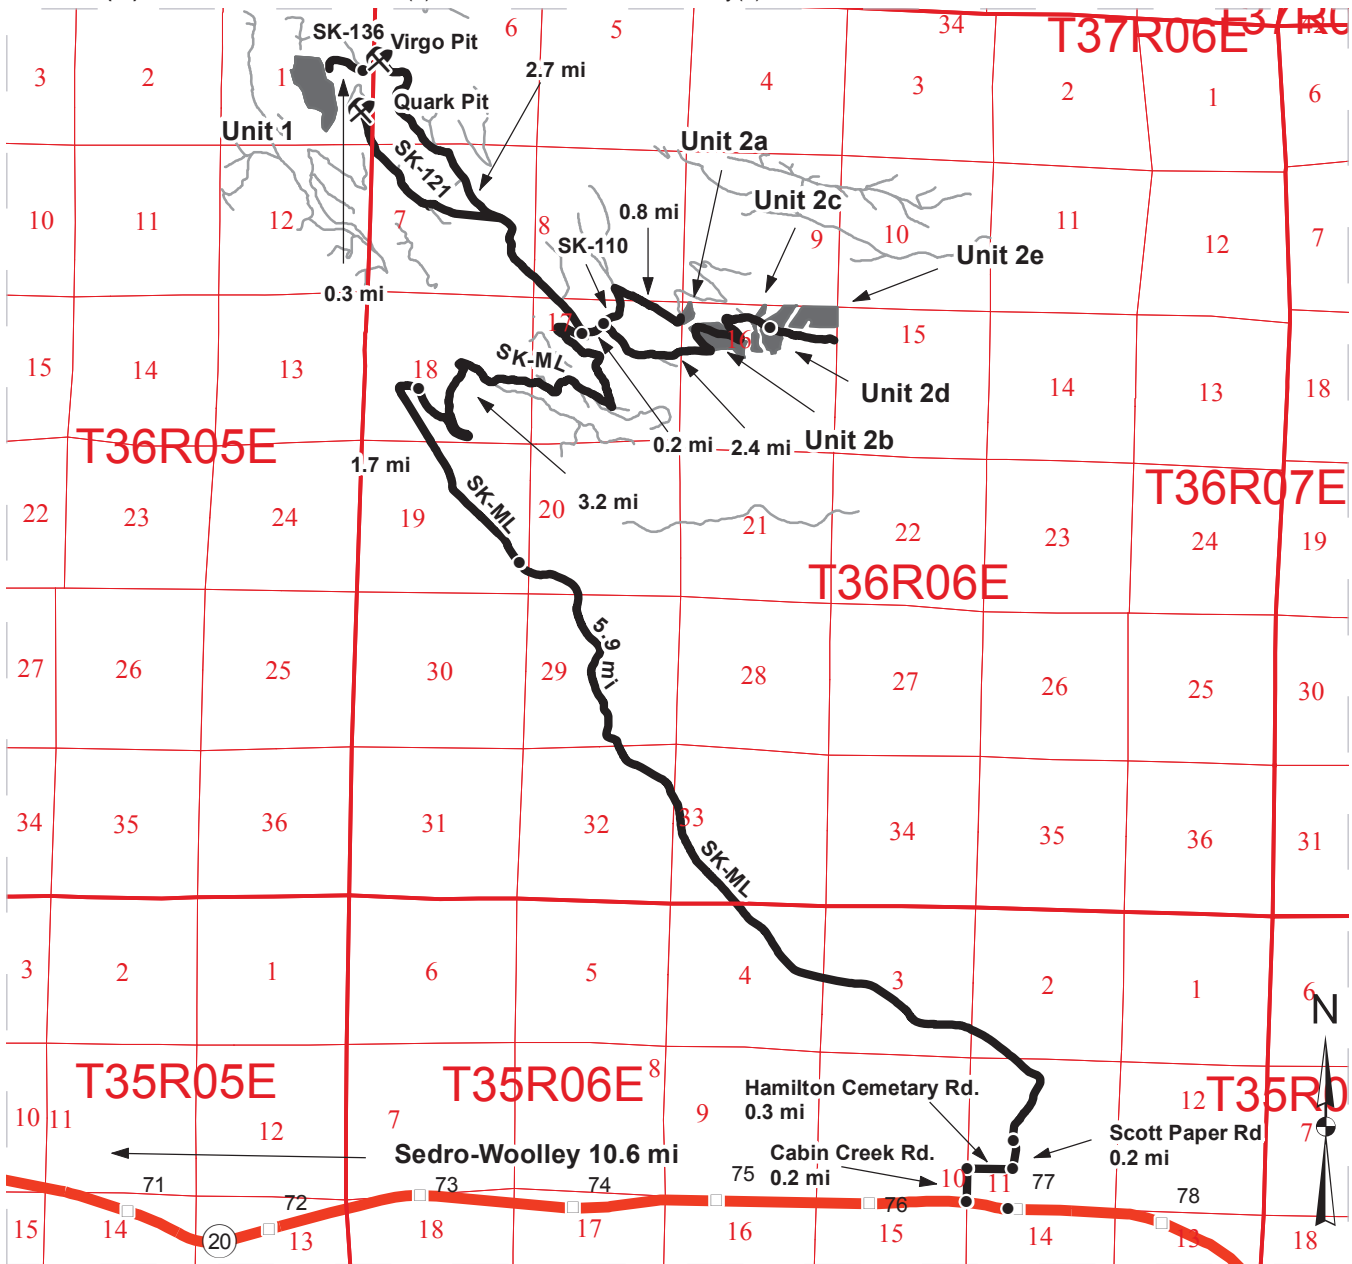 6
5
34
T37R06E
SK-136
Virgo Pit
3
2
1
2.7 mi
4
3
2
1
6
Quark Pit
Unit 1
SK-121
Unit 2a
Unit 2c
10
11
12
7
8
0.8 mi
9
10
11
12
7
SK-110
Unit 2e
0.3 mi
17
16
15
SK-ML
15
14
13
18
14
13
18
Unit 2d
T36R05E
0.2 mi
2.4 mi
Unit 2b
1.7 mi
T36R07E
SK-ML
3.2 mi
22
23
24
19
20
21
22
23
24
19
T36R06E
5.9 mi
27
26
25
30
29
28
27
26
25
30
34
35
36
31
32
33
34
35
36
31
SK-ML
3
2
1
6
5
4
3
2
1
6
N
T35R05E
T35R06E
8
Hamilton Cemetary Rd.
0.3 mi
12
T35R0
10
11
12
7
9
7
Scott Paper Rd
0.2 mi
Sedro-Woolley 10.6 mi
Cabin Creek Rd.
0.2 mi
10
11
71
72
73
74
75
76
77
78
15
14
20
13
18
17
16
15
14
13
18